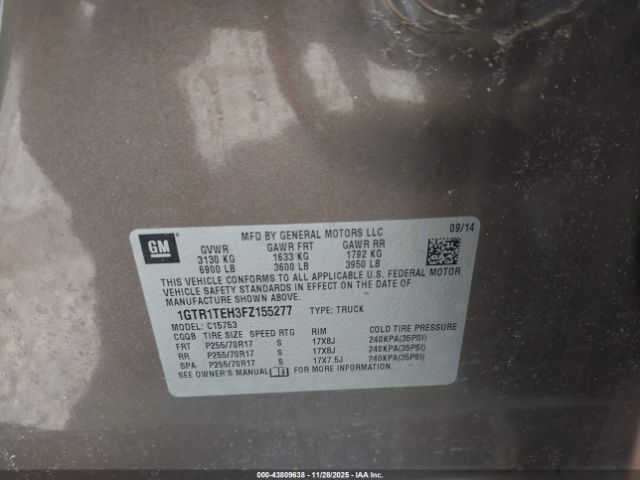 MFD BY GENERAL MOTORS LLC 09/14
GM GVWR GAWR FRT GAWR RR
3130 KG 1633 KG 1792 KG
6900 LB 3600 LB 3950 LB
THIS VEHICLE CONFORMS TO ALL APPLICABLE U.S. FEDERAL MOTOR
VEHICLE SAFETY STANDARDS IN EFFECT ON THE DATE OF
MANUFACTURE SHOWN ABOVE.
1GTR1TEH3FZ155277 TYPE: TRUCK
MODEL: C15753
CGQB TIRE SIZE SPEED RTG RIM COLD TIRE PRESSURE
FRT P255/70R17 S 17X8J 240KPA(35PSI)
RR P255/70R17 S 17X8J 240KPA(35PSI)
SPA P255/70R17 S 17X7.5J 240KPA(35PSI)
SEE OWNER'S MANUAL FOR MORE INFORMATION.
000-43809638 - 11/28/2025 - IAA Inc.